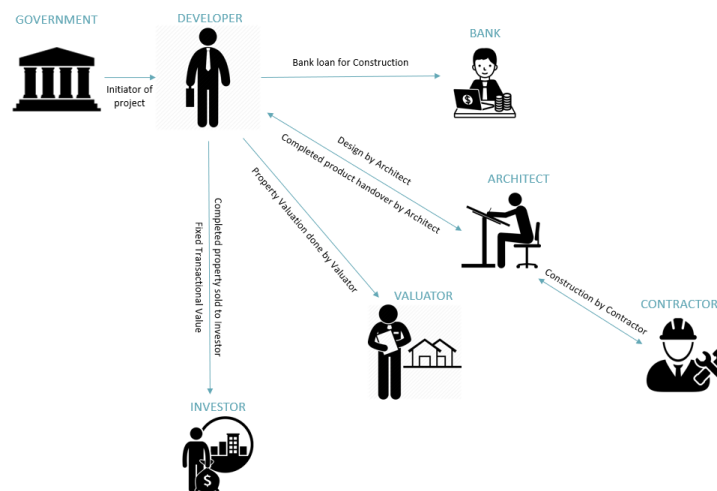 GOVERNMENT
DEVELOPER
BANK
Bank loan for Construction
Initiator of
project
Design by Architect
Completed product handover by Architect
ARCHITECT
Property Valuation done by Valuator
Completed property sold to Investor
Fixed Transactional Value
Construction by Contractor
VALUATOR
CONTRACTOR
INVESTOR
$
$